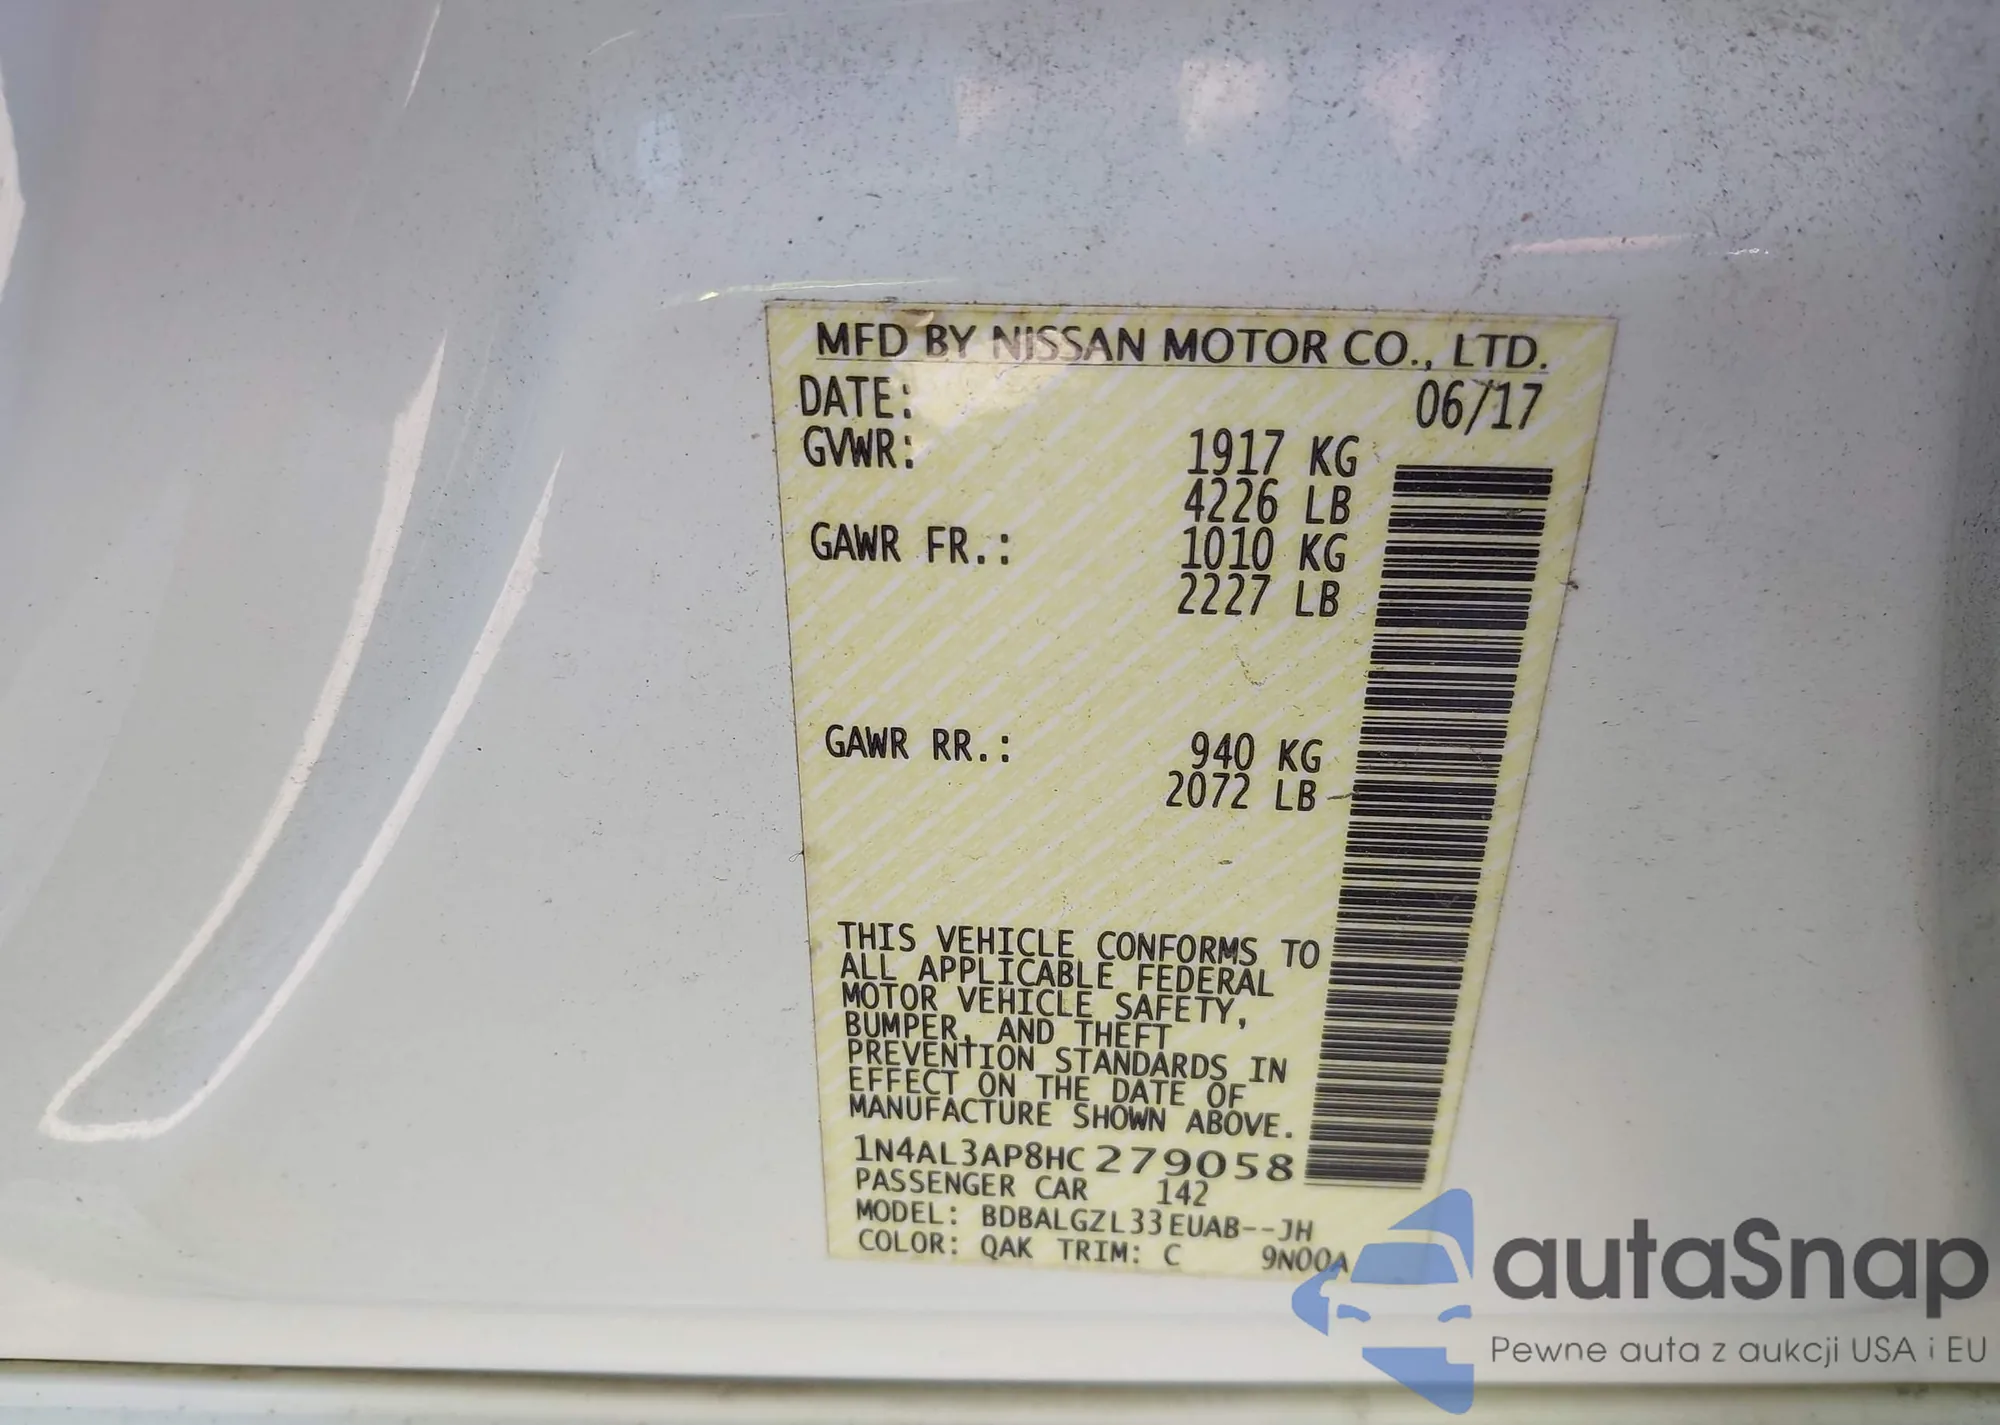 MFD BY NISSAN MOTOR CO., LTD.
DATE: 06/17
GVWR: 1917 KG
4226 LB
GAWR FR.: 1010 KG
2227 LB
GAWR RR.: 940 KG
2072 LB
THIS VEHICLE CONFORMS TO
ALL APPLICABLE FEDERAL
MOTOR VEHICLE SAFETY,
BUMPER, AND THEFT
PREVENTION STANDARDS IN
EFFECT ON THE DATE OF
MANUFACTURE SHOWN ABOVE.
1N4AL3AP8HC279058
PASSENGER CAR 142
MODEL: BDBALGZL33EUAB--JH
COLOR: QAK TRIM: C 9N00A
autaSnap
Pewne auta z aukcji USA i EU